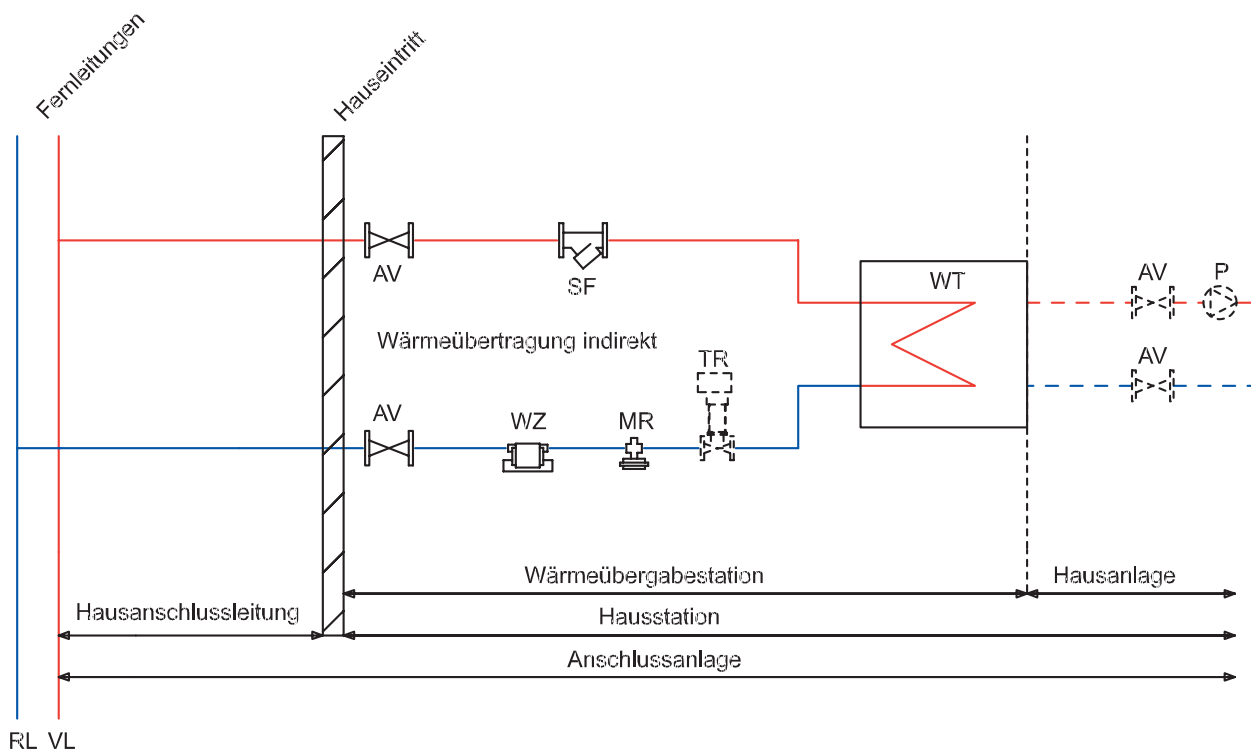 Fernleitungen
Hauseintritt
AV
SF
WT
AV
P
Wärmeübertragung indirekt
TR
AV
AV
WZ
MR
Wärmeübergabestation
Hausanlage
Hausanschlussleitung
Hausstation
Anschlussanlage
RL VL